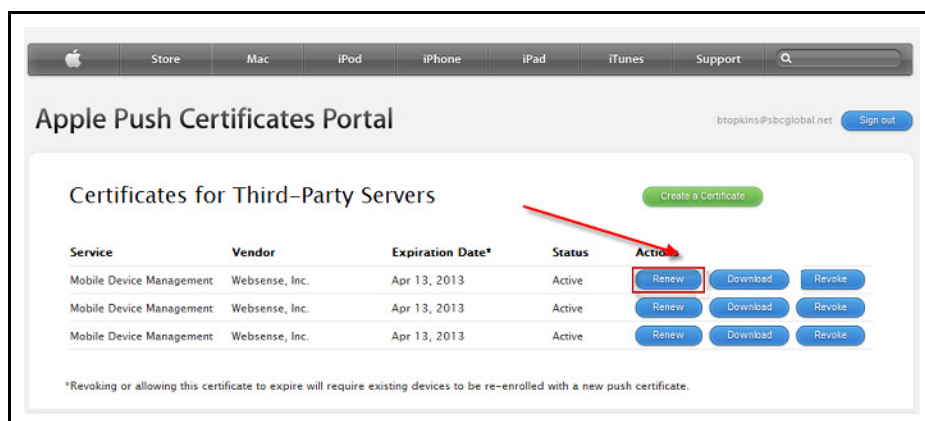 Store Mac iPod iPhone iPad iTunes Support
Apple Push Certificates Portal
btopkins@sbcglobal.net Sign out
Certificates for Third-Party Servers
Create a Certificate
Service Vendor Expiration Date* Status Actions
Mobile Device Management Websense, Inc. Apr 13, 2013 Active Renew Download Revoke
Mobile Device Management Websense, Inc. Apr 13, 2013 Active Renew Download Revoke
Mobile Device Management Websense, Inc. Apr 13, 2013 Active Renew Download Revoke
*Revoking or allowing this certificate to expire will require existing devices to be re-enrolled with a new push certificate.